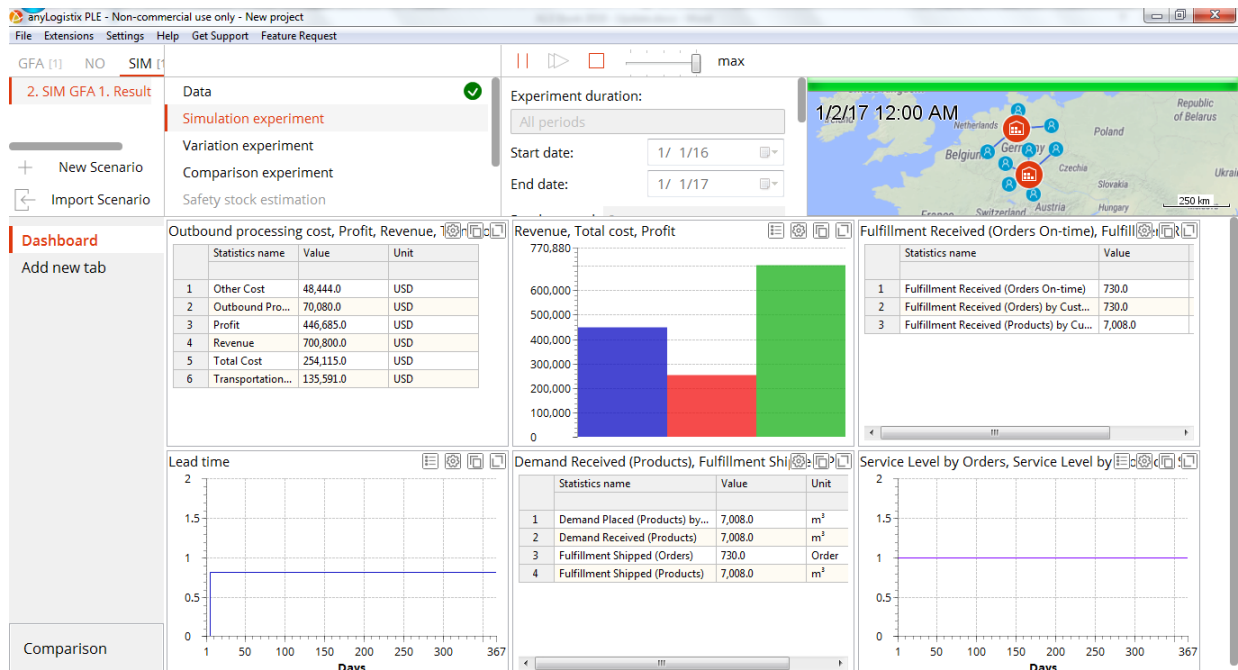 anyLogistix PLE - Non-commercial use only - New project
File Extensions Settings Help Get Support Feature Request
GFA [1] NO SIM [1
max
2. SIM GFA 1. Result
New Scenario
Import Scenario
Data
Simulation experiment
Variation experiment
Comparison experiment
Safety stock estimation
Experiment duration:
All periods
Start date: 1/ 1/16
End date: 1/ 1/17
1/2/17 12:00 AM
Netherlands
Belgium
Germany
Poland
Republic
of Belarus
Czechia
Slovakia
Ukrai
France
Switzerland
Austria
Hungary
250 km
Dashboard
Add new tab
Comparison
Outbound processing cost, Profit, Revenue, T
Statistics name Value Unit
1 Other Cost 48,444.0 USD
2 Outbound Pro... 70,080.0 USD
3 Profit 446,685.0 USD
4 Revenue 700,800.0 USD
5 Total Cost 254,115.0 USD
6 Transportation... 135,591.0 USD
Revenue, Total cost, Profit
770,880
600,000
500,000
400,000
300,000
200,000
100,000
0
Fulfillment Received (Orders On-time), Fulfill
Statistics name Value
1 Fulfillment Received (Orders On-time) 730.0
2 Fulfillment Received (Orders) by Cust... 730.0
3 Fulfillment Received (Products) by Cu... 7,008.0
Lead time
2
1.5
1
0.5
0
1 50 100 150 200 250 300 367
Days
Demand Received (Products), Fulfillment Shi
Statistics name Value Unit
1 Demand Placed (Products) by... 7,008.0 m³
2 Demand Received (Products) 7,008.0 m³
3 Fulfillment Shipped (Orders) 730.0 Order
4 Fulfillment Shipped (Products) 7,008.0 m³
Service Level by Orders, Service Level by
2
1.5
1
0.5
0
1 50 100 150 200 250 300 367
Days